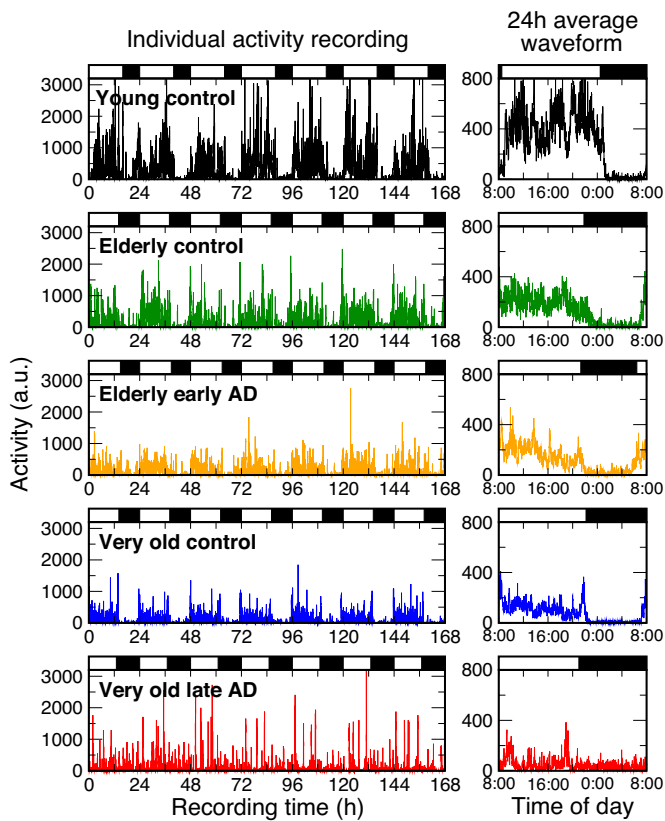 Individual activity recording
24h average
waveform
Young control
3000
2000
1000
0
0 24 48 72 96 120 144 168
800
400
0
8:00 16:00 0:00 8:00
Elderly control
3000
2000
1000
0
0 24 48 72 96 120 144 168
800
400
0
8:00 16:00 0:00 8:00
Activity (a.u.)
Elderly early AD
3000
2000
1000
0
0 24 48 72 96 120 144 168
800
400
0
8:00 16:00 0:00 8:00
Very old control
3000
2000
1000
0
0 24 48 72 96 120 144 168
800
400
0
8:00 16:00 0:00 8:00
Very old late AD
3000
2000
1000
0
0 24 48 72 96 120 144 168
800
400
0
8:00 16:00 0:00 8:00
Recording time (h)
Time of day